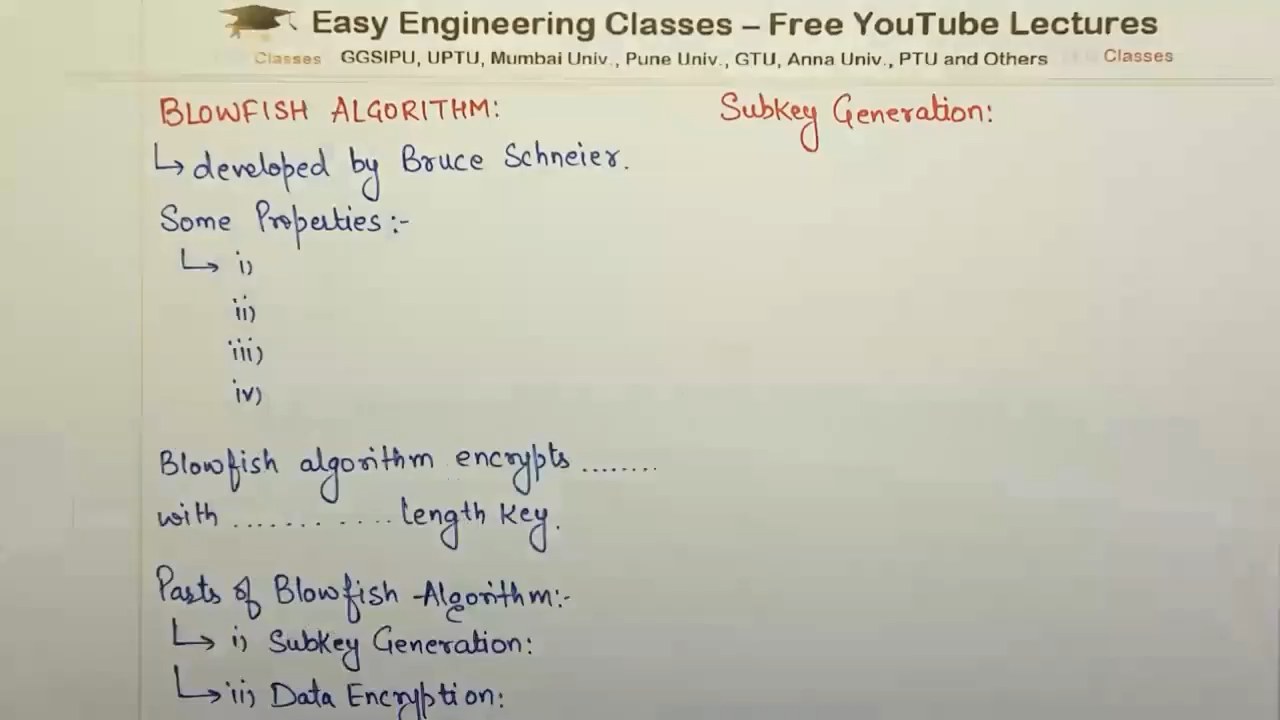 Easy Engineering Classes – Free YouTube Lectures
Classes GGSIPU, UPTU, Mumbai Univ., Pune Univ., GTU, Anna Univ., PTU and Others Classes
BLOWFISH ALGORITHM:
↳ developed by Bruce Schneier.
Some Properties :-
↳ i)
ii)
iii)
iv)
Blowfish algorithm encrypts ........
with ........... length key.
Parts of Blowfish Algorithm:-
↳ i) Subkey Generation:
↳ ii) Data Encryption:
Subkey Generation: